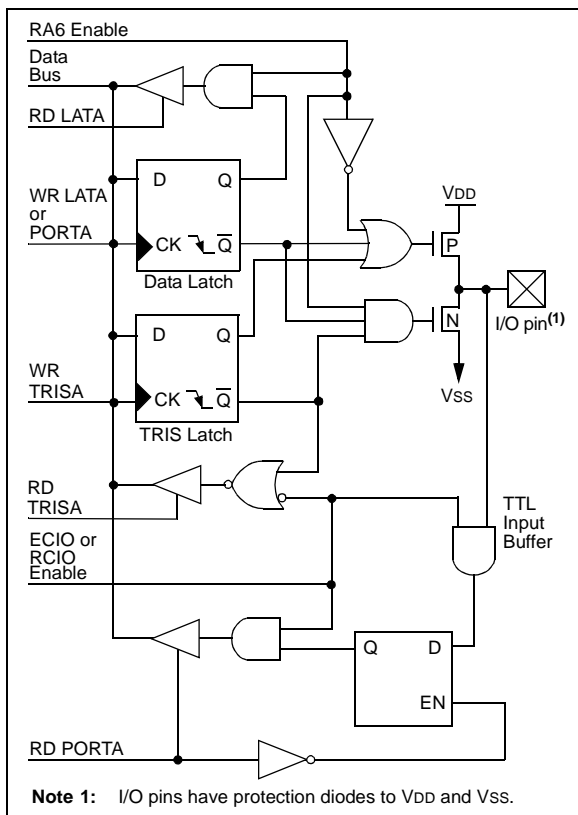 RA6 Enable
Data
Bus
RD LATA
D Q
VDD
WR LATA
or
PORTA
CK Q
P
Data Latch
I/O pin(1)
N
D Q
WR
TRISA
CK Q
VSS
TRIS Latch
RD
TRISA
TTL
Input
Buffer
ECIO or
RCIO
Enable
Q D
EN
RD PORTA
Note 1: I/O pins have protection diodes to VDD and VSS.